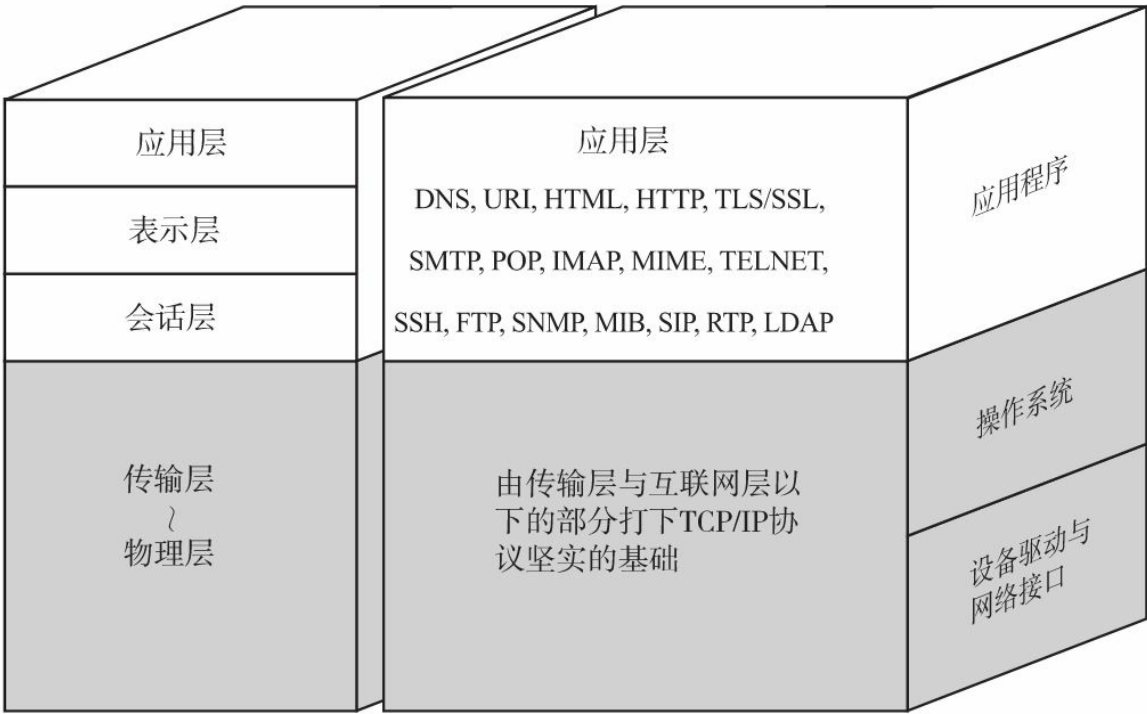 应用层
表示层
会话层
传输层
~
物理层
应用层
DNS, URI, HTML, HTTP, TLS/SSL,
SMTP, POP, IMAP, MIME, TELNET,
SSH, FTP, SNMP, MIB, SIP, RTP, LDAP
由传输层与互联网层以
下的部分打下TCP/IP协
议坚实的基础
应用程序
操作系统
设备驱动与
网络接口